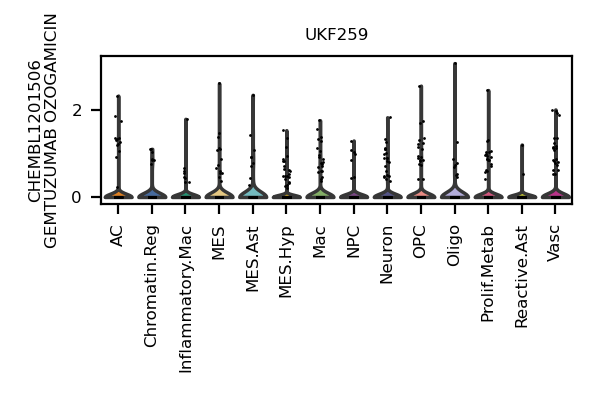 UKF259
CHEMBL1201506
GEMTUZUMAB OZOGAMICIN
2
0
AC
Chromatin.Reg
Inflammatory.Mac
MES
MES.Ast
MES.Hyp
Mac
NPC
Neuron
OPC
Oligo
Prolif.Metab
Reactive.Ast
Vasc